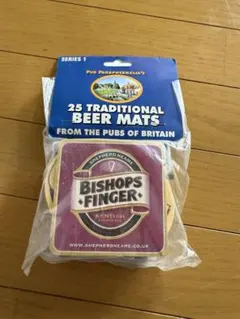 SERIES 1
PUB PARAPHERNALIA'S
25 TRADITIONAL
BEER MATS
FROM THE PUBS OF BRITAIN
SHEPHERD NEAME
BISHOPS
FINGER
KENTISH
WWW.SHEPHERDNEAME.CO.UK